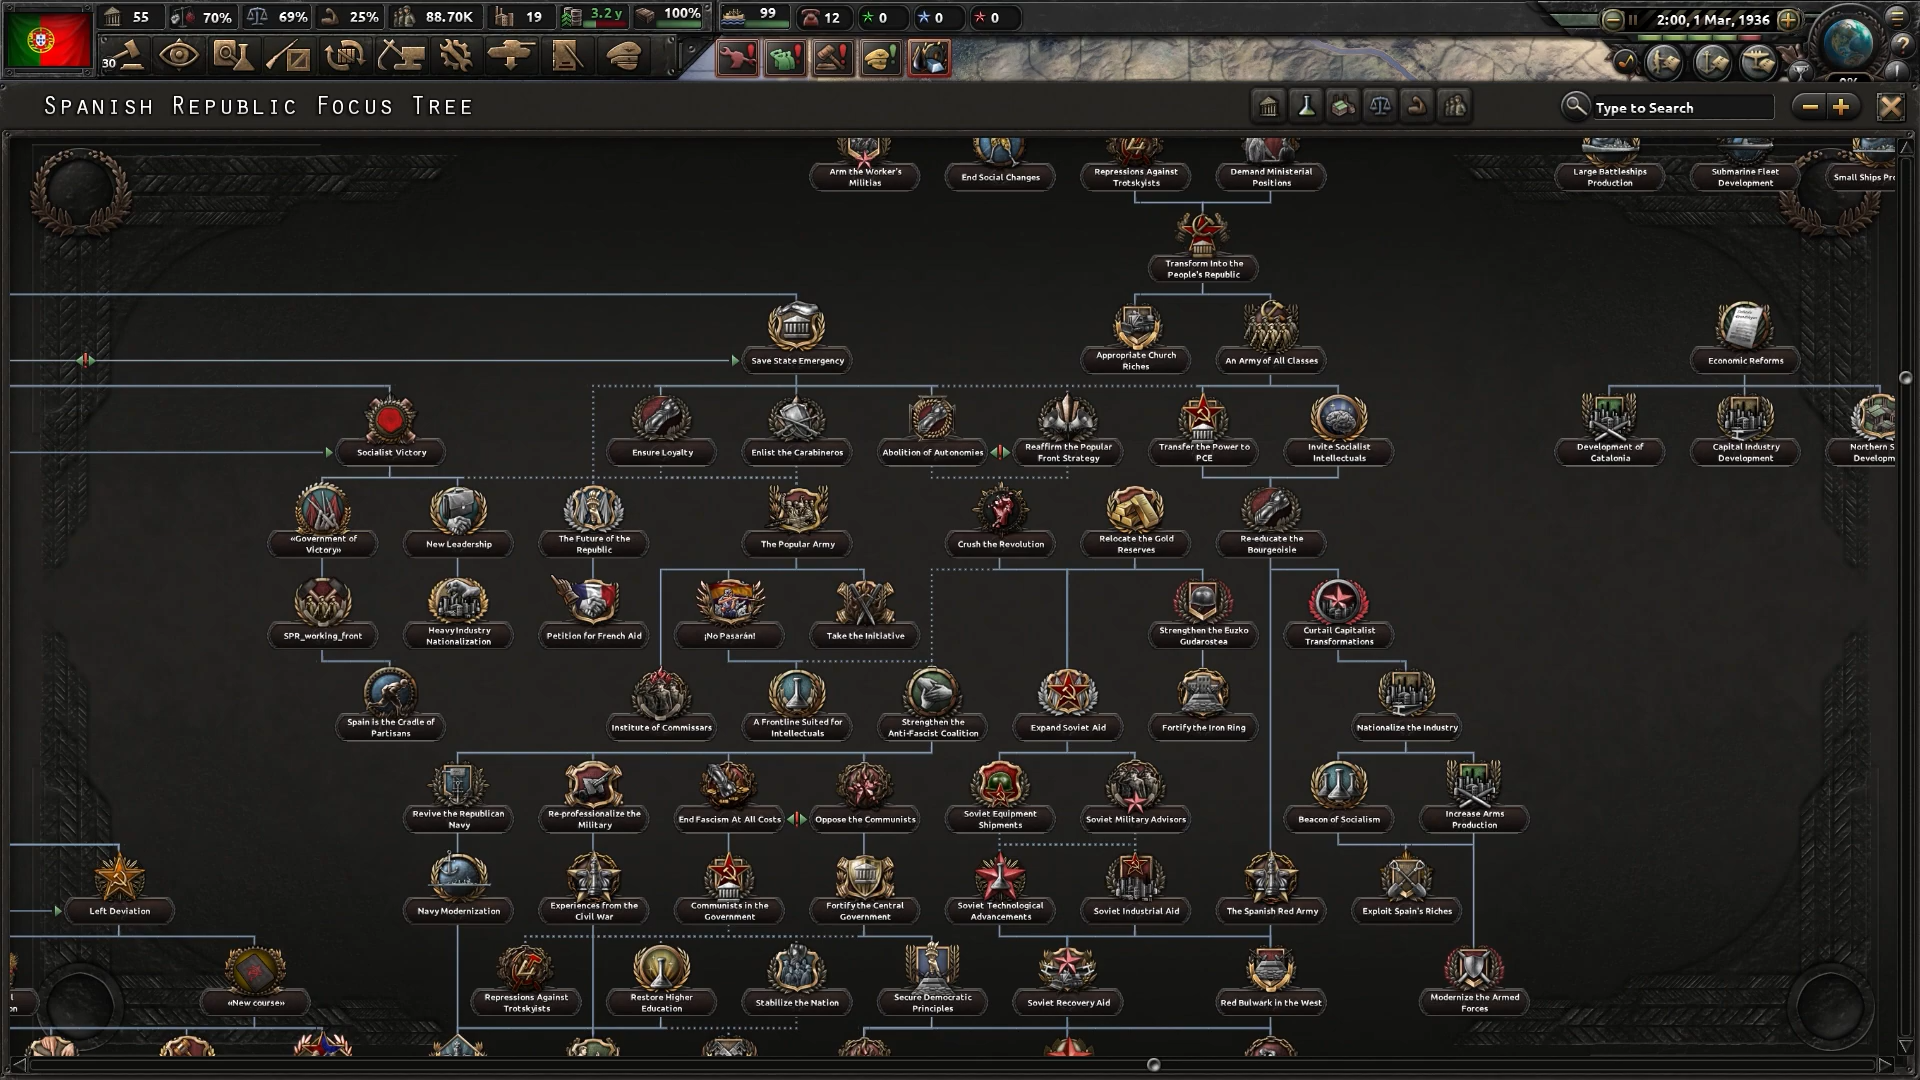 55
70%
69%
25%
88.70K
19
3.2 y
100%
99
12
0
0
0
2:00, 1 Mar, 1936
30
Spanish Republic Focus Tree
Type to Search
Arm the Worker's
Militias
End Social Changes
Repressions Against
Trotskyists
Demand Ministerial
Positions
Large Battleships
Production
Submarine Fleet
Development
Small Ships Pro
Transform Into the
People's Republic
Save State Emergency
Appropriate Church
Riches
An Army of All Classes
Economic Reforms
Socialist Victory
Ensure Loyalty
Enlist the Carabineros
Abolition of Autonomies
Reaffirm the Popular
Front Strategy
Transfer the Power to
PCE
Invite Socialist
Intellectuals
Development of
Catalonia
Capital Industry
Development
Northern S
Developm
«Government of
Victory»
New Leadership
The Future of the
Republic
The Popular Army
Crush the Revolution
Relocate the Gold
Reserves
Re-educate the
Bourgeoisie
SPR_working_front
Heavy Industry
Nationalization
Petition for French Aid
¡No Pasarán!
Take the Initiative
Strengthen the Euzko
Gudarostea
Curtail Capitalist
Transformations
Spain is the Cradle of
Partisans
Institute of Commissars
A Frontline Suited for
Intellectuals
Strengthen the
Anti-Fascist Coalition
Expand Soviet Aid
Fortify the Iron Ring
Nationalize the Industry
Revive the Republican
Navy
Re-professionalize the
Military
End Fascism At All Costs
Oppose the Communists
Soviet Equipment
Shipments
Soviet Military Advisors
Beacon of Socialism
Increase Arms
Production
Left Deviation
Navy Modernization
Experiences from the
Civil War
Communists in the
Government
Fortify the Central
Government
Soviet Technological
Advancements
Soviet Industrial Aid
The Spanish Red Army
Exploit Spain's Riches
«New course»
Repressions Against
Trotskyists
Restore Higher
Education
Stabilize the Nation
Secure Democratic
Principles
Soviet Recovery Aid
Red Bulwark in the West
Modernize the Armed
Forces